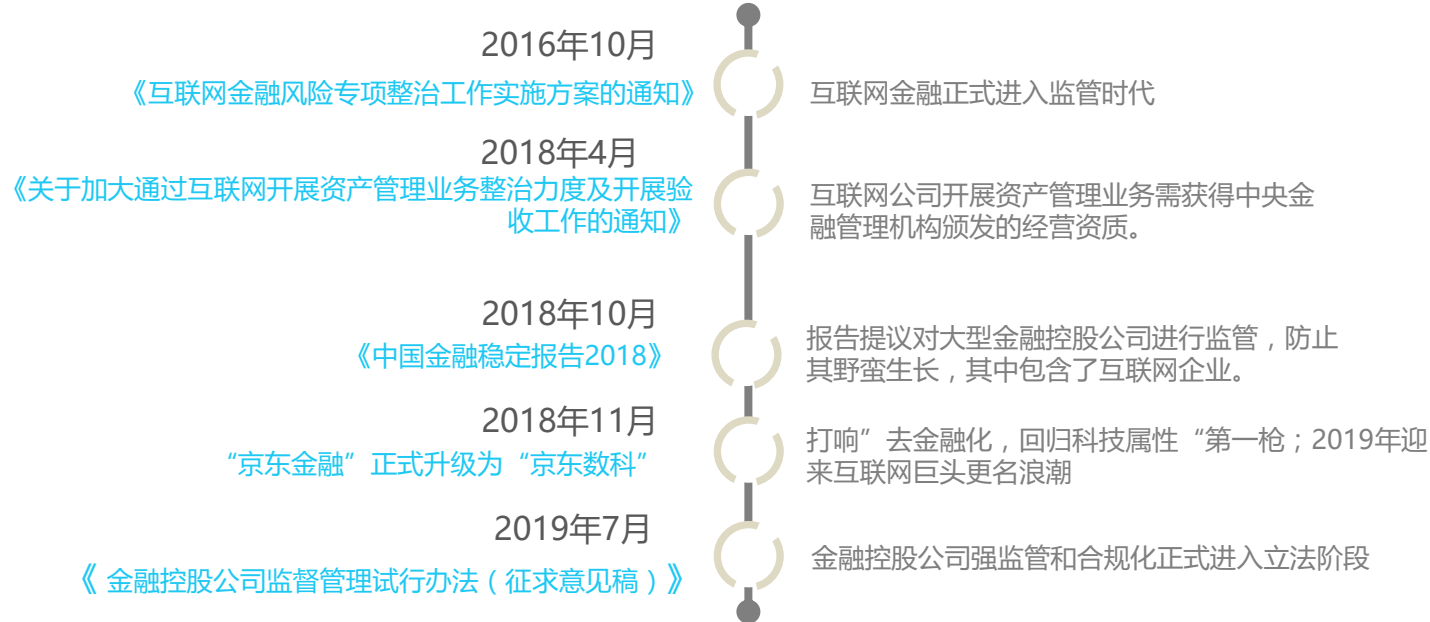 2016年10月
《互联网金融风险专项整治工作实施方案的通知》
互联网金融正式进入监管时代
2018年4月
《关于加大通过互联网开展资产管理业务整治力度及开展验
收工作的通知》
互联网公司开展资产管理业务需获得中央金
融管理机构颁发的经营资质。
2018年10月
《中国金融稳定报告2018》
报告提议对大型金融控股公司进行监管，防止
其野蛮生长，其中包含了互联网企业。
2018年11月
“京东金融”正式升级为“京东数科”
打响”去金融化，回归科技属性“第一枪；2019年迎
来互联网巨头更名浪潮
2019年7月
《 金融控股公司监督管理试行办法（征求意见稿）》
金融控股公司强监管和合规化正式进入立法阶段